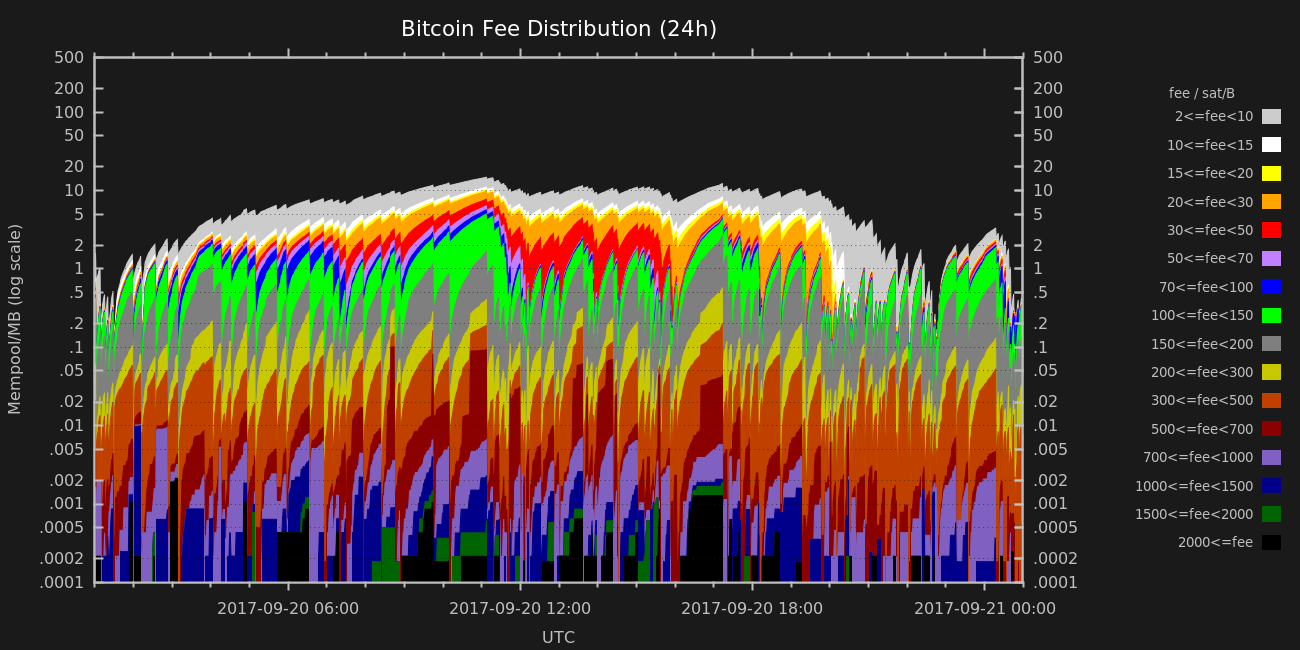 Bitcoin Fee Distribution (24h)
500
200
100
50
20
10
5
2
1
.5
.2
.1
.05
.02
.01
.005
.002
.001
.0005
.0002
.0001
Mempool/MB (log scale)
500
200
100
50
20
10
5
2
1
.5
.2
.1
.05
.02
.01
.005
.002
.001
.0005
.0002
.0001
2017-09-20 06:00
2017-09-20 12:00
2017-09-20 18:00
2017-09-21 00:00
UTC
fee / sat/B
2<=fee<10
10<=fee<15
15<=fee<20
20<=fee<30
30<=fee<50
50<=fee<70
70<=fee<100
100<=fee<150
150<=fee<200
200<=fee<300
300<=fee<500
500<=fee<700
700<=fee<1000
1000<=fee<1500
1500<=fee<2000
2000<=fee